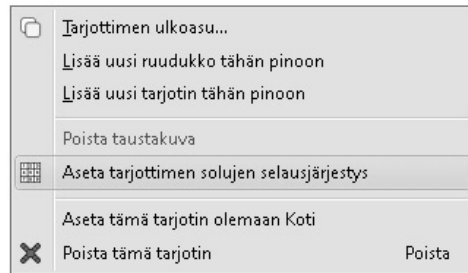 Tarjottimen ulkoasu...
Lisää uusi ruudukko tähän pinoon
Lisää uusi tarjotin tähän pinoon
Poista taustakuva
Aseta tarjottimen solujen selausjärjestys
Aseta tämä tarjotin olemaan Koti
Poista tämä tarjotin Poista